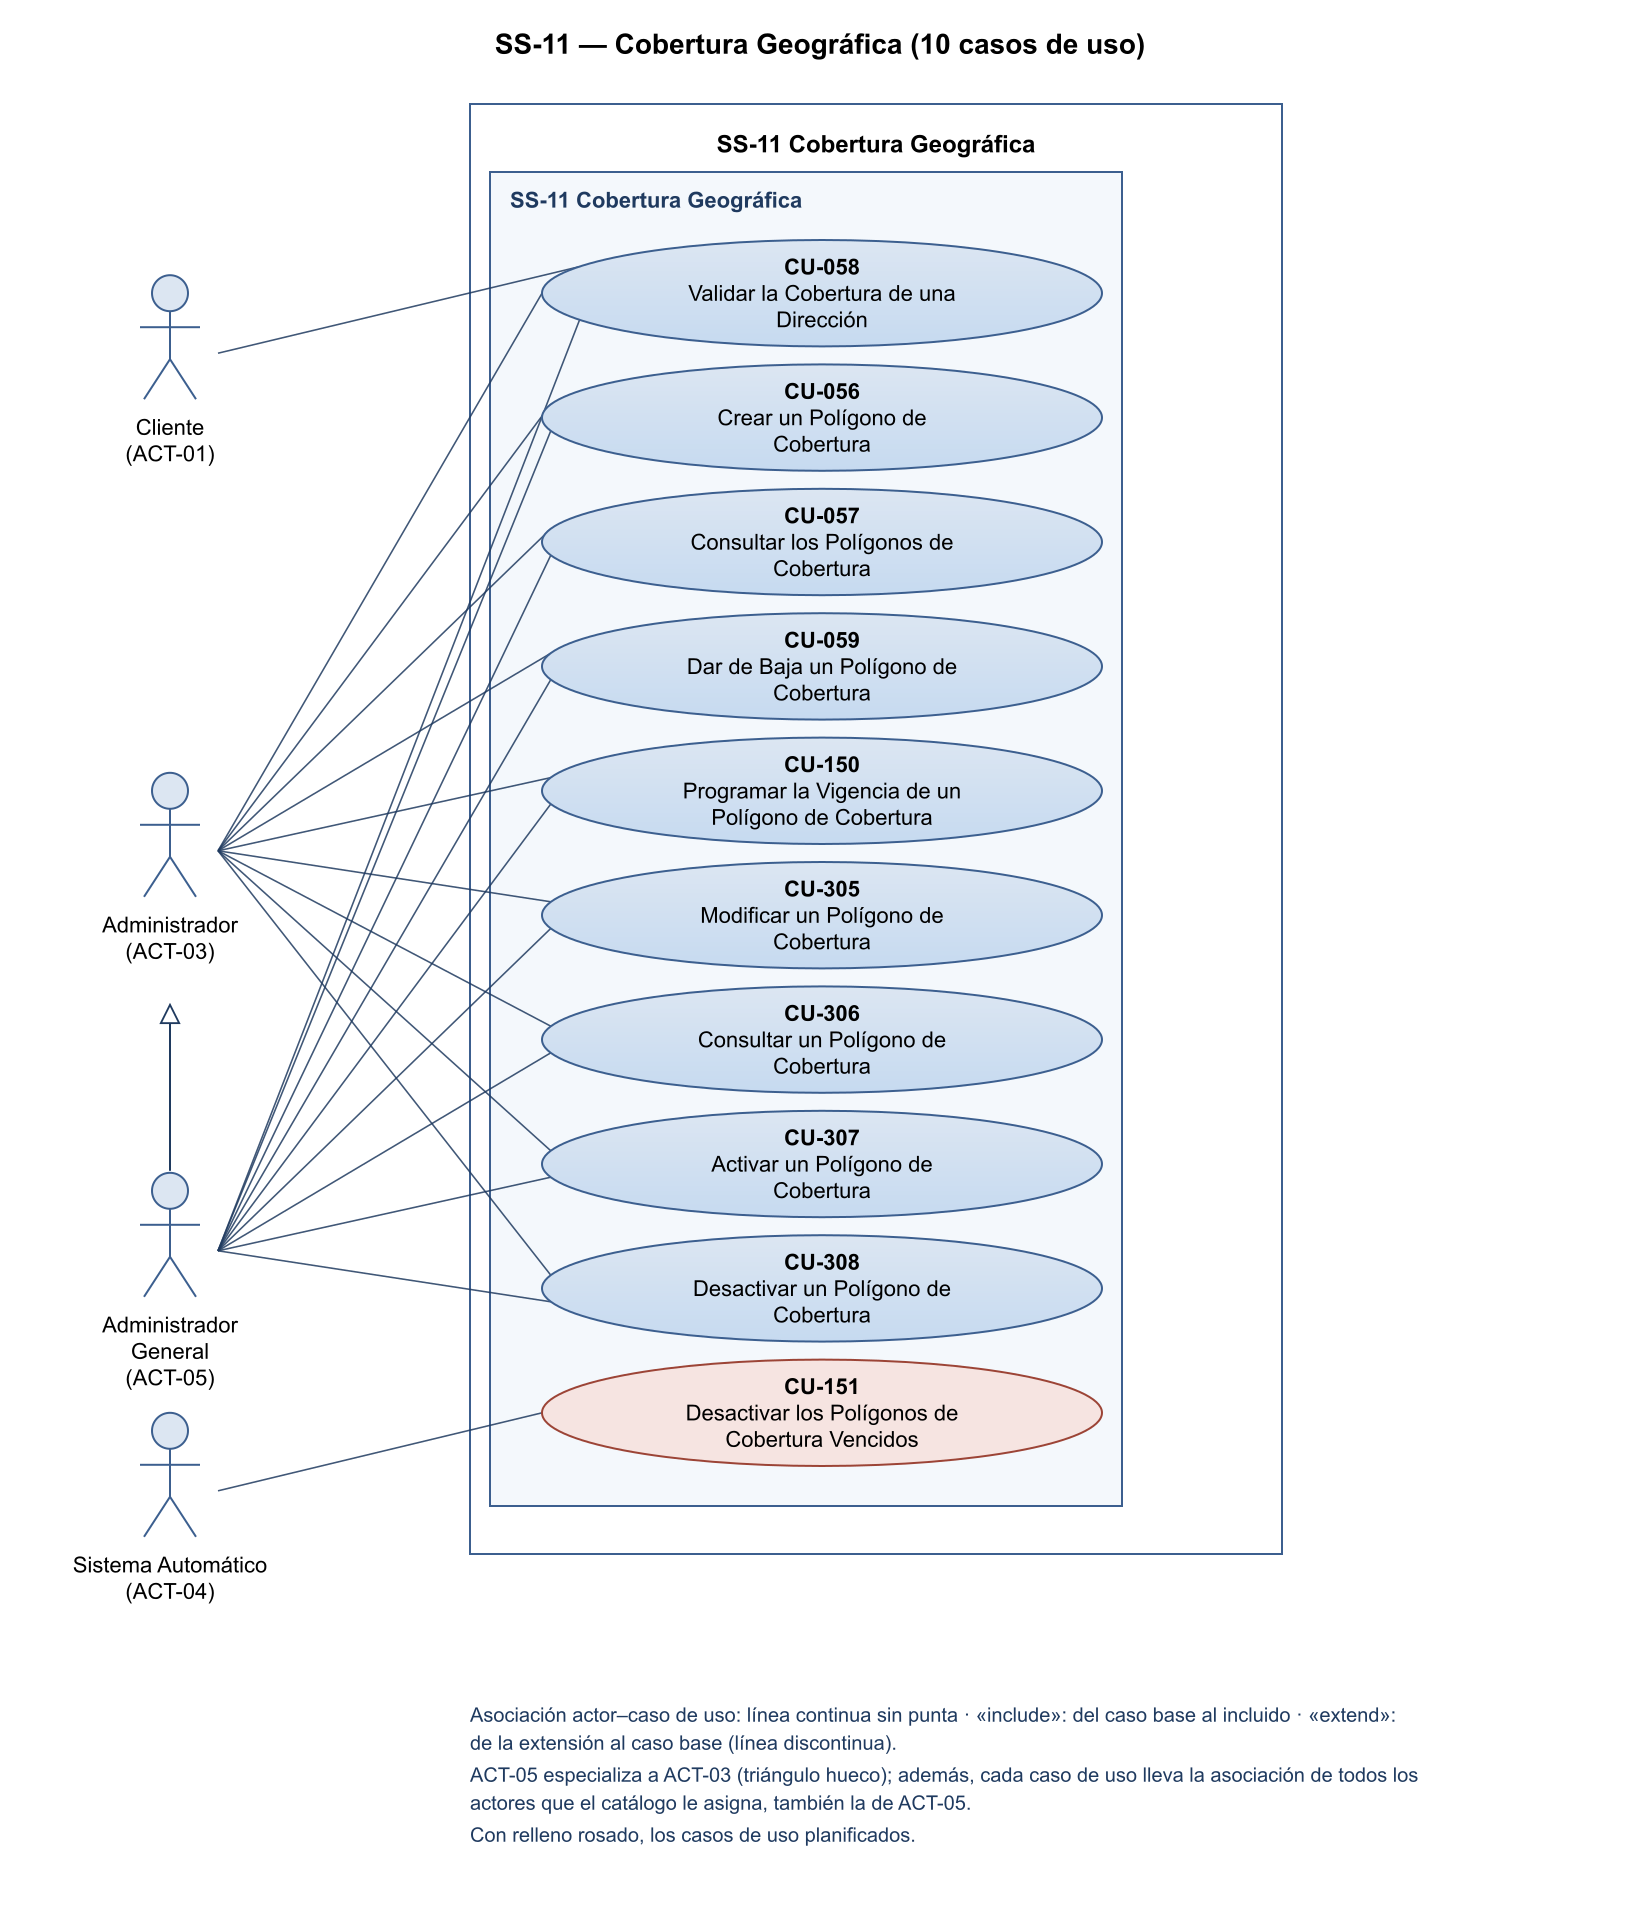 SS-11 — Cobertura Geográfica (10 casos de uso)
SS-11 Cobertura Geográfica
SS-11 Cobertura Geográfica
CU-058
Validar la Cobertura de una
Dirección
Cliente
(ACT-01)
CU-056
Crear un Polígono de
Cobertura
CU-057
Consultar los Polígonos de
Cobertura
CU-059
Dar de Baja un Polígono de
Cobertura
CU-150
Programar la Vigencia de un
Polígono de Cobertura
Administrador
(ACT-03)
CU-305
Modificar un Polígono de
Cobertura
CU-306
Consultar un Polígono de
Cobertura
CU-307
Activar un Polígono de
Cobertura
CU-308
Desactivar un Polígono de
Cobertura
Administrador
General
(ACT-05)
CU-151
Desactivar los Polígonos de
Cobertura Vencidos
Sistema Automático
(ACT-04)
Asociación actor–caso de uso: línea continua sin punta · «include»: del caso base al incluido · «extend»:
de la extensión al caso base (línea discontinua).
ACT-05 especializa a ACT-03 (triángulo hueco); además, cada caso de uso lleva la asociación de todos los
actores que el catálogo le asigna, también la de ACT-05.
Con relleno rosado, los casos de uso planificados.